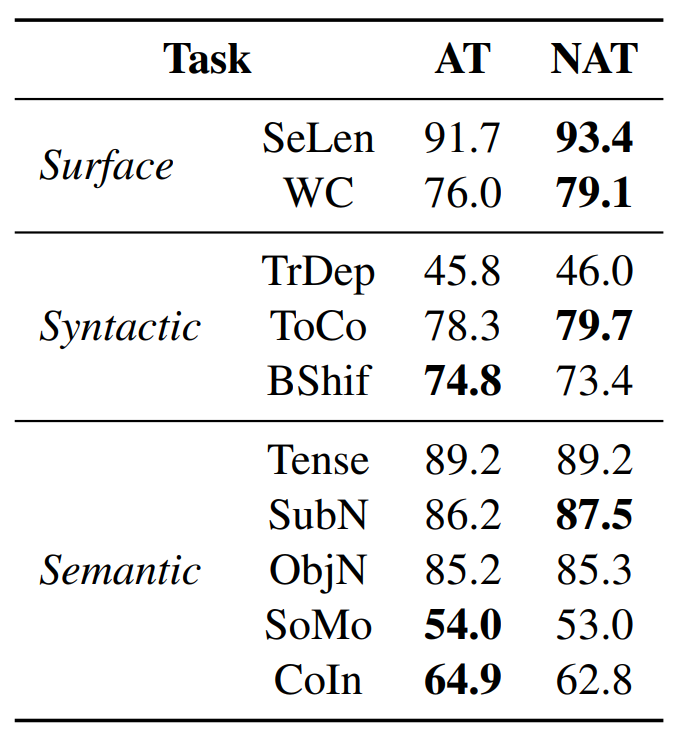 Task AT NAT
Surface SeLen 91.7 93.4
WC 76.0 79.1
Syntactic TrDep 45.8 46.0
ToCo 78.3 79.7
BShif 74.8 73.4
Semantic Tense 89.2 89.2
SubN 86.2 87.5
ObjN 85.2 85.3
SoMo 54.0 53.0
CoIn 64.9 62.8